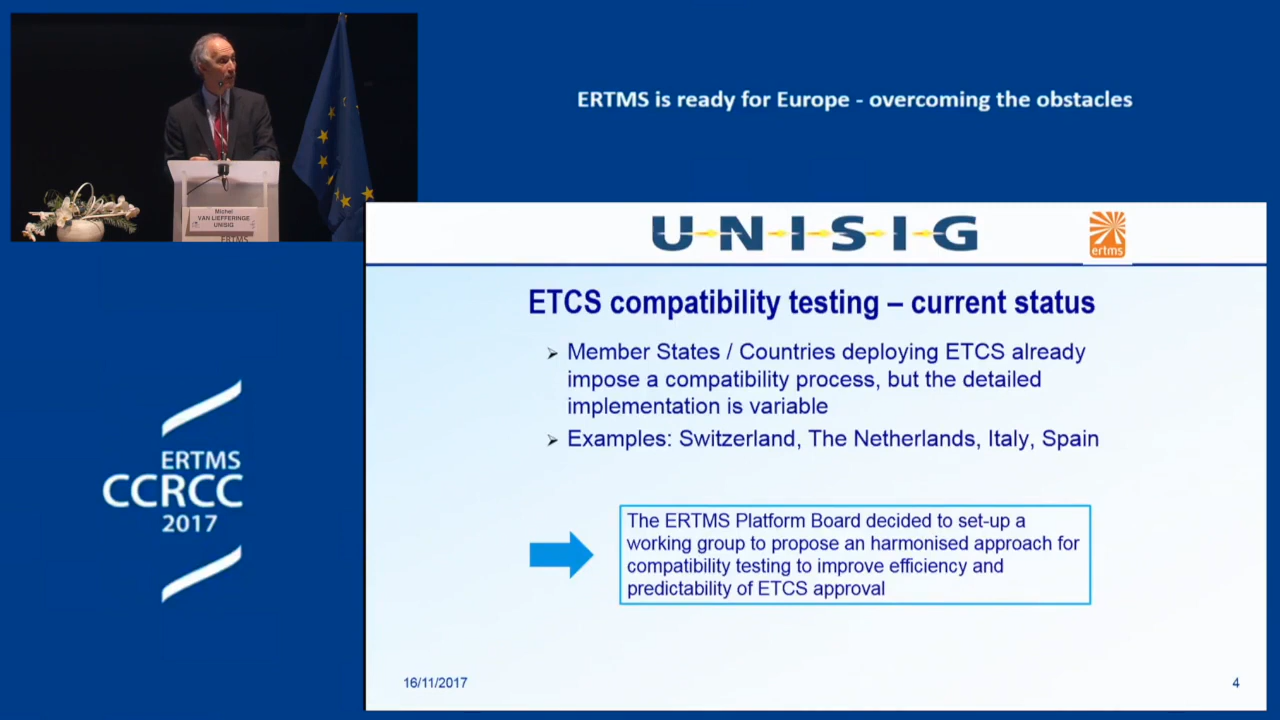 ERTMS is ready for Europe - overcoming the obstacles
Michel
VAN LIEFFERINGE
UNISIG
ERTMS
UNISIG
ertms
ETCS compatibility testing – current status
➢ Member States / Countries deploying ETCS already
impose a compatibility process, but the detailed
implementation is variable
➢ Examples: Switzerland, The Netherlands, Italy, Spain
The ERTMS Platform Board decided to set-up a
working group to propose an harmonised approach for
compatibility testing to improve efficiency and
predictability of ETCS approval
16/11/2017
4
ERTMS
CCRCC
2017